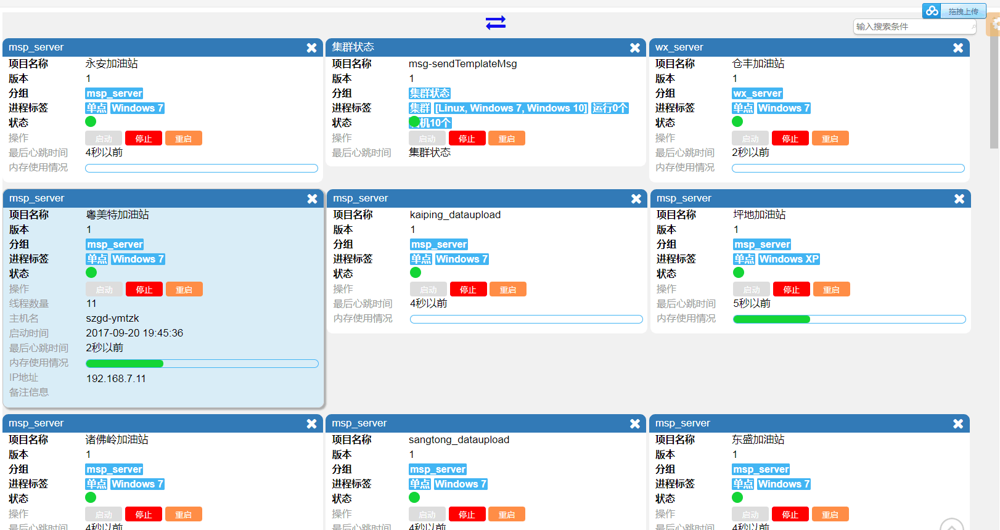 拖拽上传
输入搜索条件
msp_server
项目名称 永安加油站
版本 1
分组 msp_server
进程标签 单点 Windows 7
状态
操作 启动 停止 重启
最后心跳时间 4秒以前
内存使用情况
集群状态
项目名称 msg-sendTemplateMsg
版本 1
分组 集群状态
进程标签 集群 [Linux, Windows 7, Windows 10] 运行0个
机10个
状态
操作 启动 停止 重启
最后心跳时间 集群状态
wx_server
项目名称 仓丰加油站
版本 1
分组 wx_server
进程标签 单点 Windows 7
状态
操作 启动 停止 重启
最后心跳时间 2秒以前
内存使用情况
msp_server
项目名称 粤美特加油站
版本 1
分组 msp_server
进程标签 单点 Windows 7
状态
操作 启动 停止 重启
线程数量 11
主机名 szgd-ymtzk
启动时间 2017-09-20 19:45:36
最后心跳时间 2秒以前
内存使用情况
IP地址 192.168.7.11
备注信息
msp_server
项目名称 kaiping_dataupload
版本 1
分组 msp_server
进程标签 单点 Windows 7
状态
操作 启动 停止 重启
最后心跳时间 4秒以前
内存使用情况
msp_server
项目名称 坪地加油站
版本 1
分组 msp_server
进程标签 单点 Windows XP
状态
操作 启动 停止 重启
最后心跳时间 5秒以前
内存使用情况
msp_server
项目名称 诸佛岭加油站
版本 1
分组 msp_server
进程标签 单点 Windows 7
状态
操作 启动 停止 重启
最后心跳时间 4秒以前
msp_server
项目名称 sangtong_dataupload
版本 1
分组 msp_server
进程标签 单点 Windows 7
状态
操作 启动 停止 重启
最后心跳时间 4秒以前
msp_server
项目名称 东盛加油站
版本 1
分组 msp_server
进程标签 单点 Windows 7
状态
操作 启动 停止 重启
最后心跳时间 4秒以前